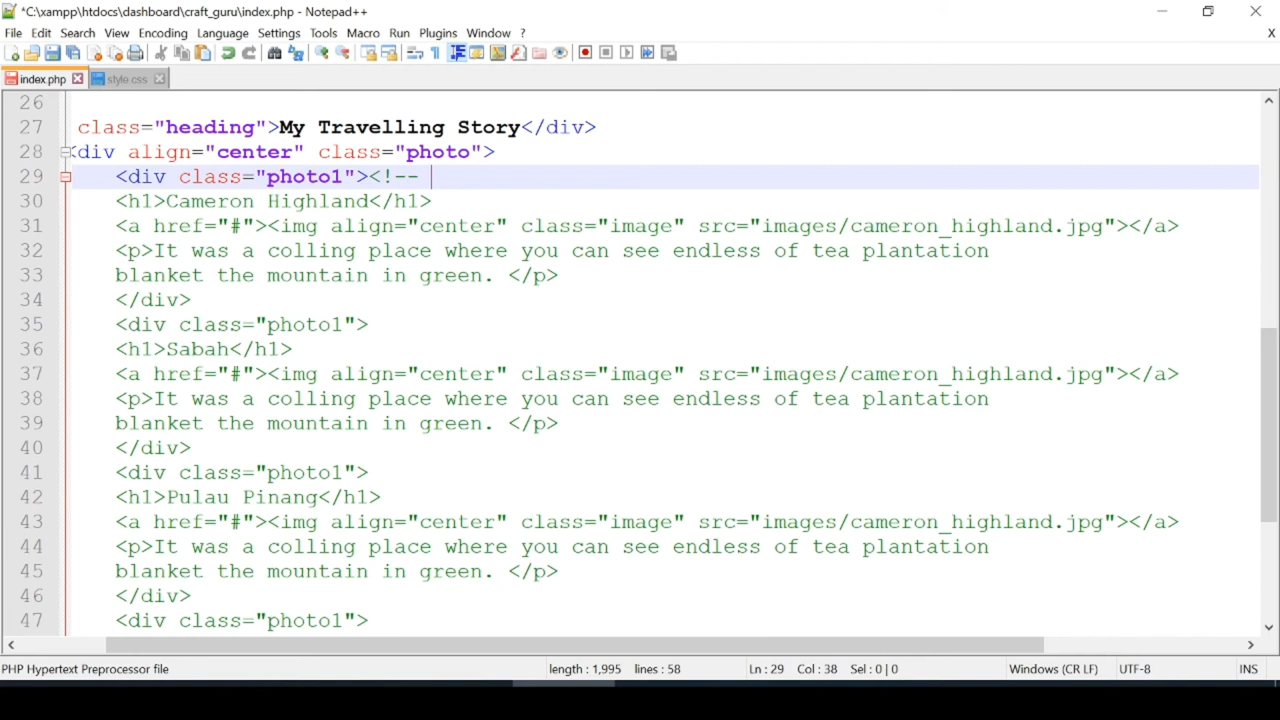 *C:\xampp\htdocs\dashboard\craft_guru\index.php - Notepad++
File Edit Search View Encoding Language Settings Tools Macro Run Plugins Window ? X
index.php style.css
26
27 class="heading">My Travelling Story</div>
28 <div align="center" class="photo">
29 <div class="photo1"><!--
30 <h1>Cameron Highland</h1>
31 <a href="#"><img align="center" class="image" src="images/cameron_highland.jpg"></a>
32 <p>It was a colling place where you can see endless of tea plantation
33 blanket the mountain in green. </p>
34 </div>
35 <div class="photo1">
36 <h1>Sabah</h1>
37 <a href="#"><img align="center" class="image" src="images/cameron_highland.jpg"></a>
38 <p>It was a colling place where you can see endless of tea plantation
39 blanket the mountain in green. </p>
40 </div>
41 <div class="photo1">
42 <h1>Pulau Pinang</h1>
43 <a href="#"><img align="center" class="image" src="images/cameron_highland.jpg"></a>
44 <p>It was a colling place where you can see endless of tea plantation
45 blanket the mountain in green. </p>
46 </div>
47 <div class="photo1">
PHP Hypertext Preprocessor file length : 1,995 lines : 58 Ln : 29 Col : 38 Sel : 0 | 0 Windows (CR LF) UTF-8 INS